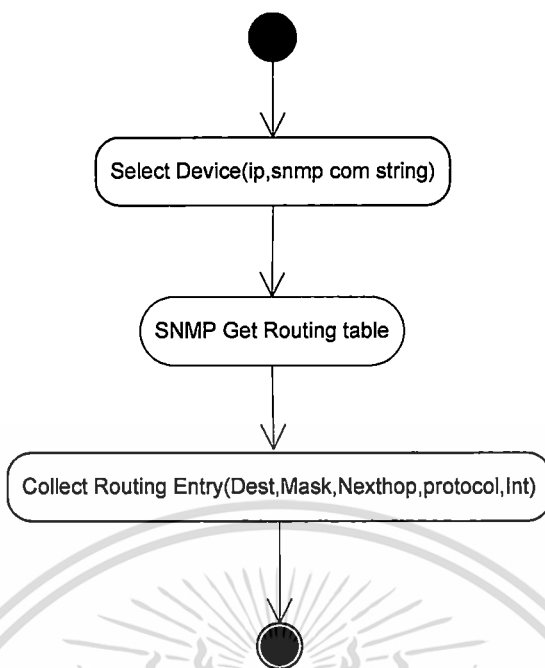 Select Device(ip,snmp com string)
SNMP Get Routing table
Collect Routing Entry(Dest,Mask,Nexthop,protocol,Int)